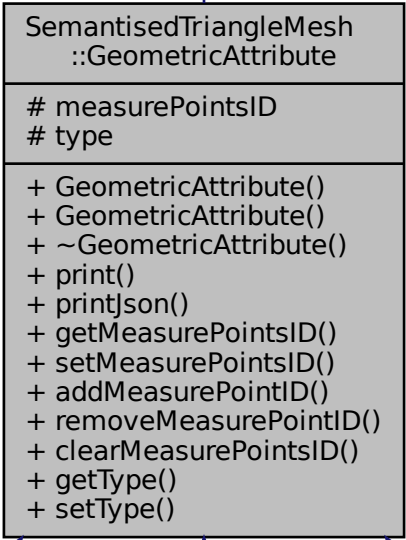 SemantisedTriangleMesh
::GeometricAttribute
# measurePointsID
# type
+ GeometricAttribute()
+ GeometricAttribute()
+ ~GeometricAttribute()
+ print()
+ printJson()
+ getMeasurePointsID()
+ setMeasurePointsID()
+ addMeasurePointID()
+ removeMeasurePointID()
+ clearMeasurePointsID()
+ getType()
+ setType()